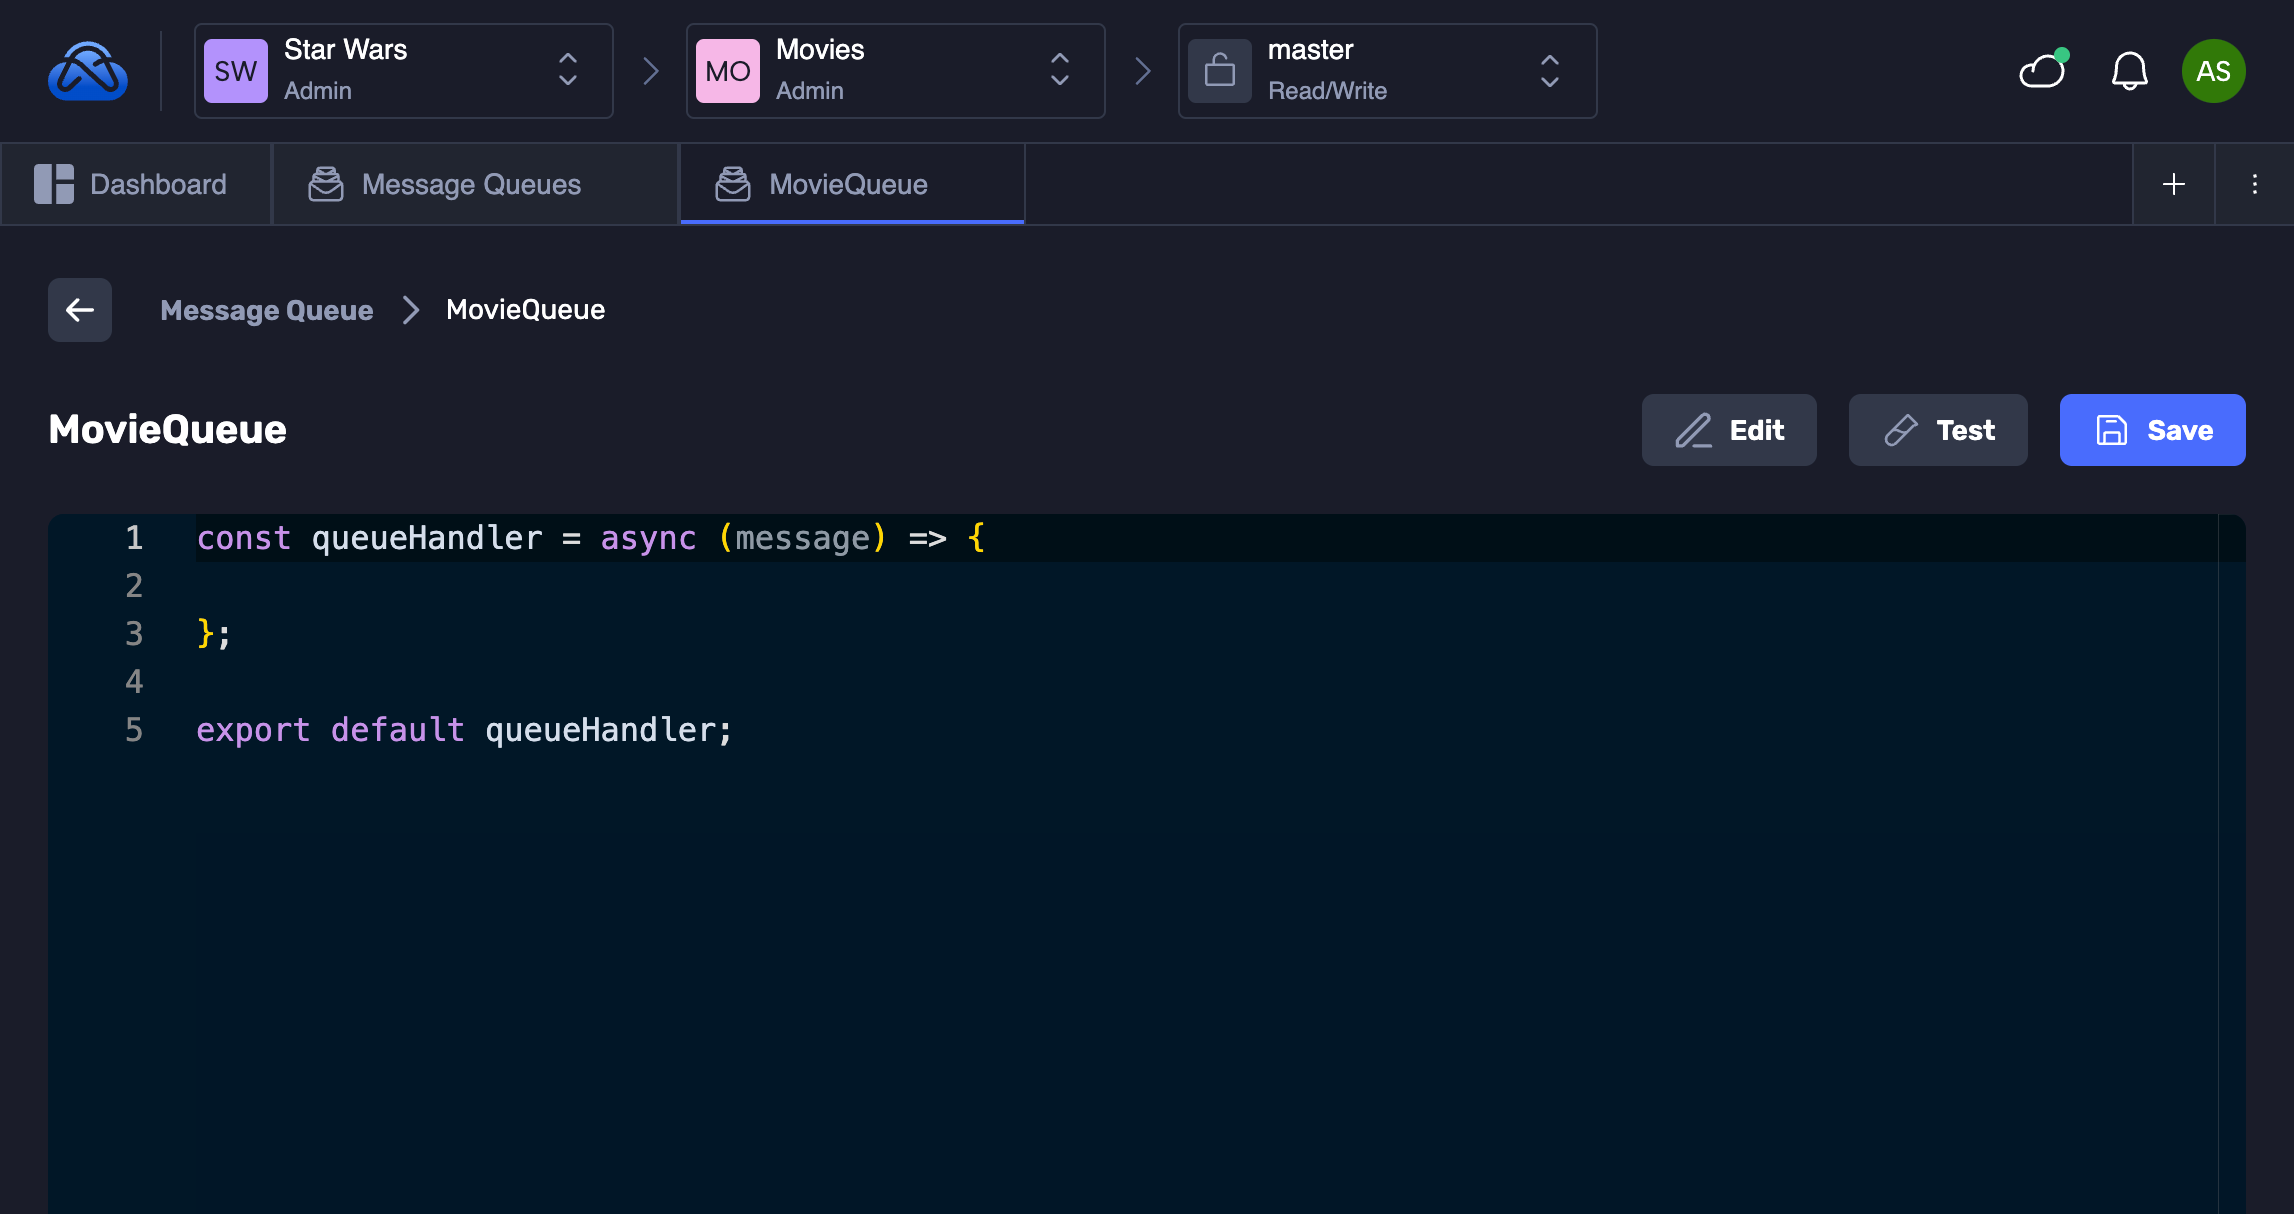 SW
Star Wars
Admin
MO
Movies
Admin
master
Read/Write
AS
Dashboard
Message Queues
MovieQueue
Message Queue
MovieQueue
MovieQueue
Edit
Test
Save
1 const queueHandler = async (message) => {
2
3 };
4
5 export default queueHandler;